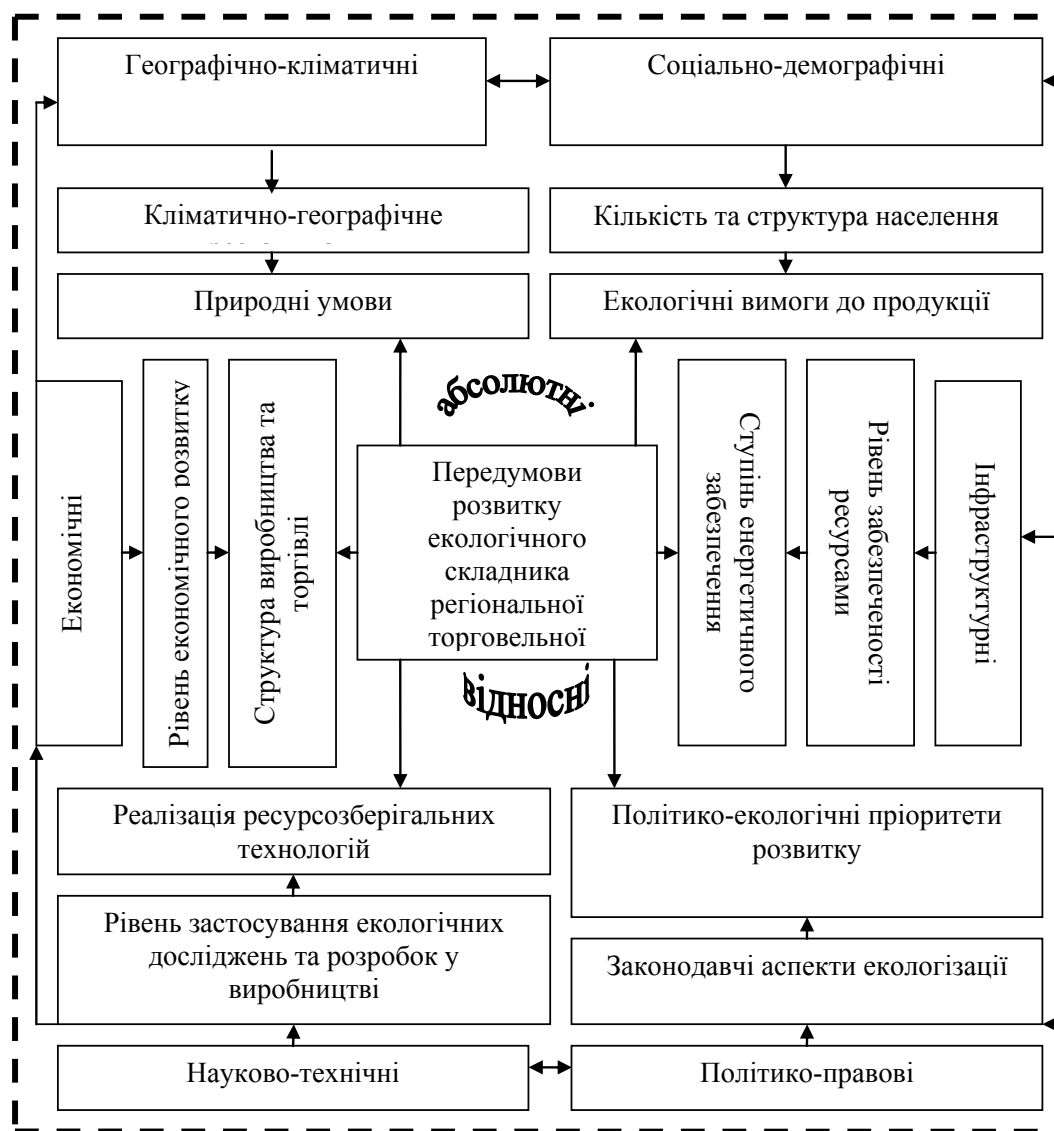 Географічно-кліматичні
Соціально-демографічні
Кліматично-географічне
Кількість та структура населення
Природні умови
Екологічні вимоги до продукції
Економічні
Рівень економічного розвитку
Структура виробництва та
торгівлі
абсолютні
Передумови
розвитку
екологічного
складника
регіональної
торговельної
відносні
Ступінь енергетичного
забезпечення
Рівень забезпеченості
ресурсами
Інфраструктурні
Реалізація ресурсозберігальних
технологій
Політико-екологічні пріоритети
розвитку
Рівень застосування екологічних
досліджень та розробок у
виробництві
Законодавчі аспекти екологізації
Науково-технічні
Політико-правові